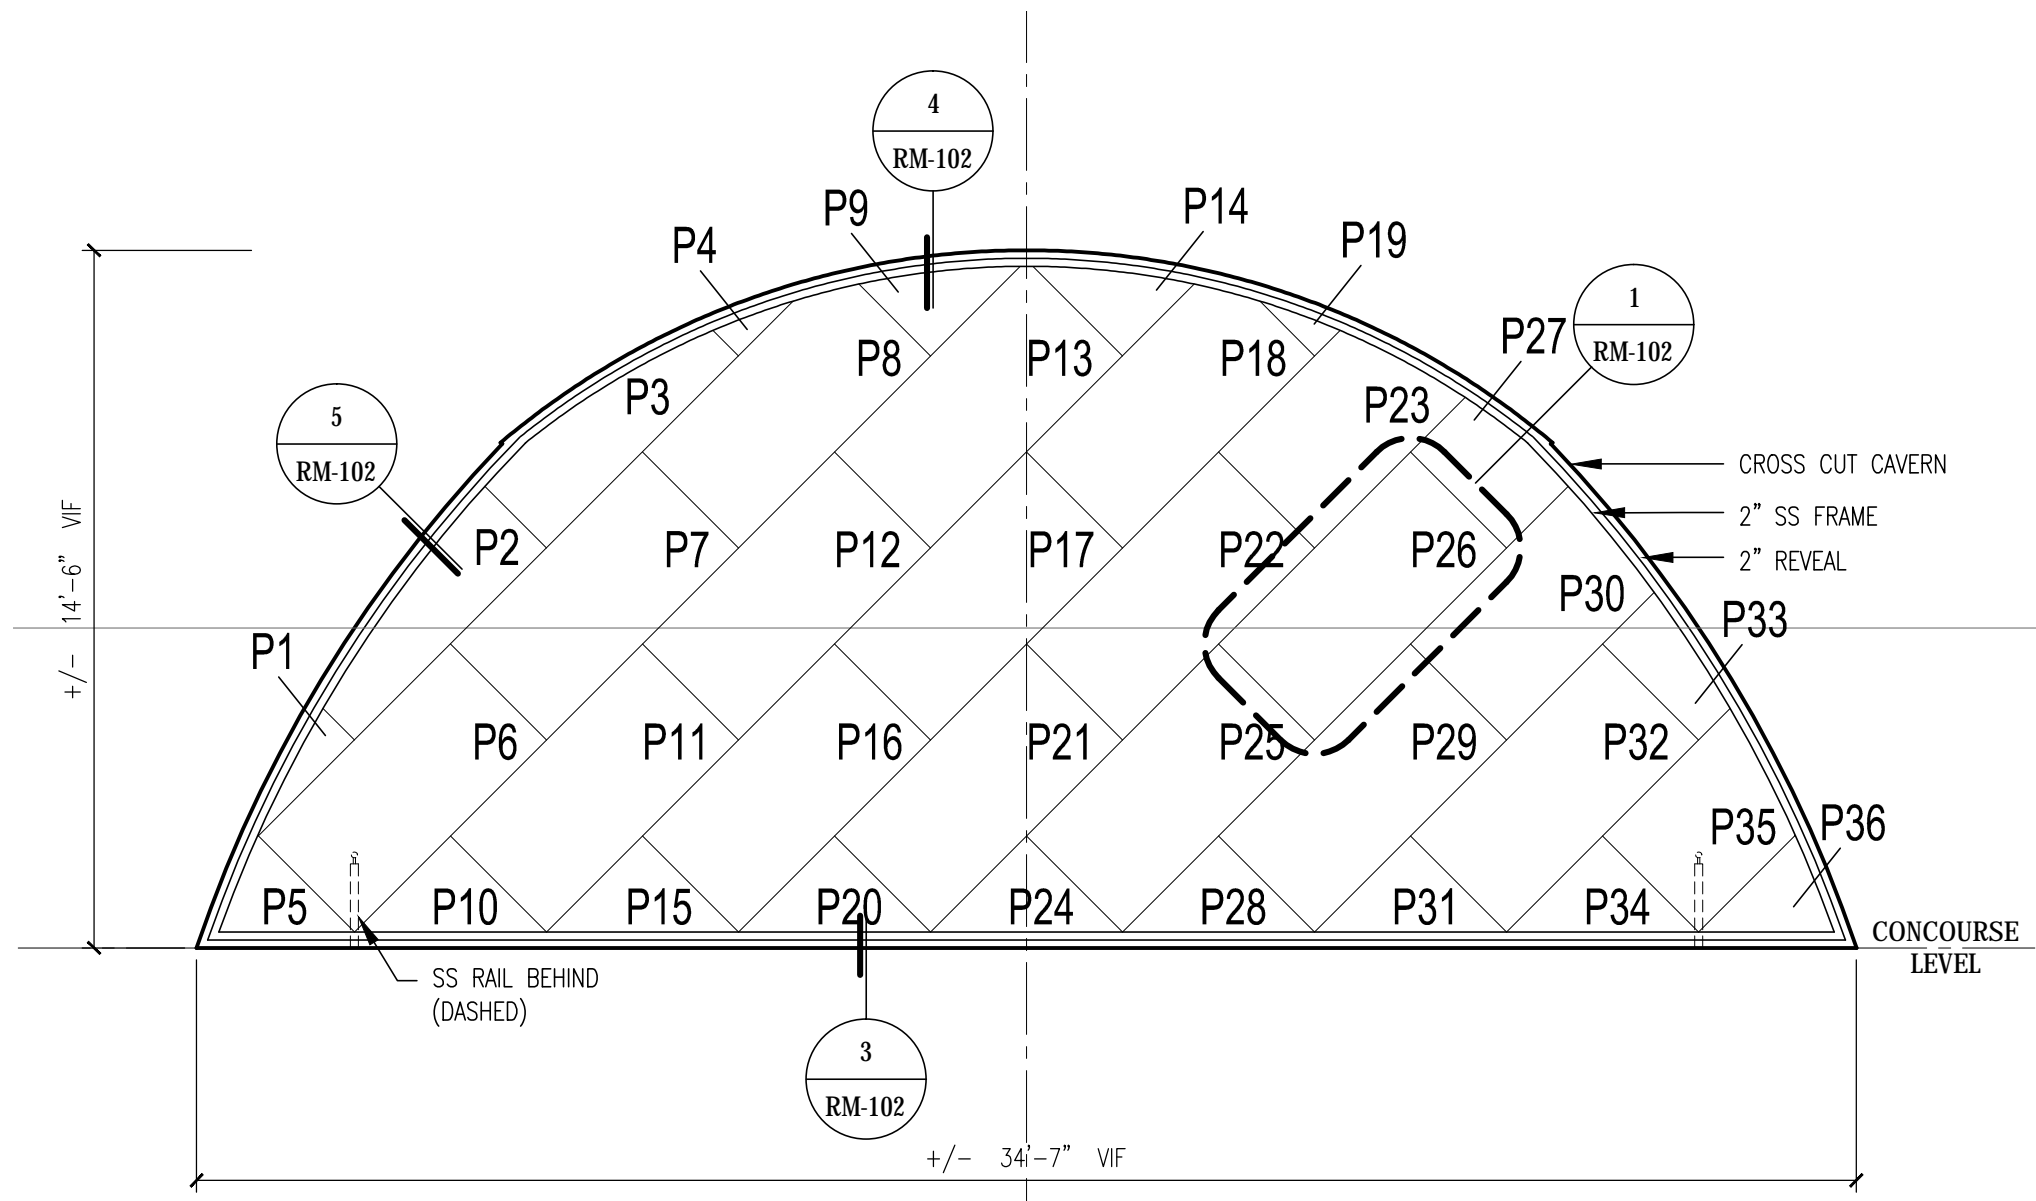 4
RM-102
P9
P14
P4
P19
1
RM-102
P27
P8
P13
P18
P3
P23
5
RM-102
CROSS CUT CAVERN
2” SS FRAME
2” REVEAL
P2
P7
P12
P17
P22
P26
P30
+/- 14'-6” VIF
P1
P33
P6
P11
P16
P21
P25
P29
P32
P35
P36
P5
P10
P15
P20
P24
P28
P31
P34
CONCOURSE
LEVEL
SS RAIL BEHIND
(DASHED)
3
RM-102
+/- 34'-7” VIF